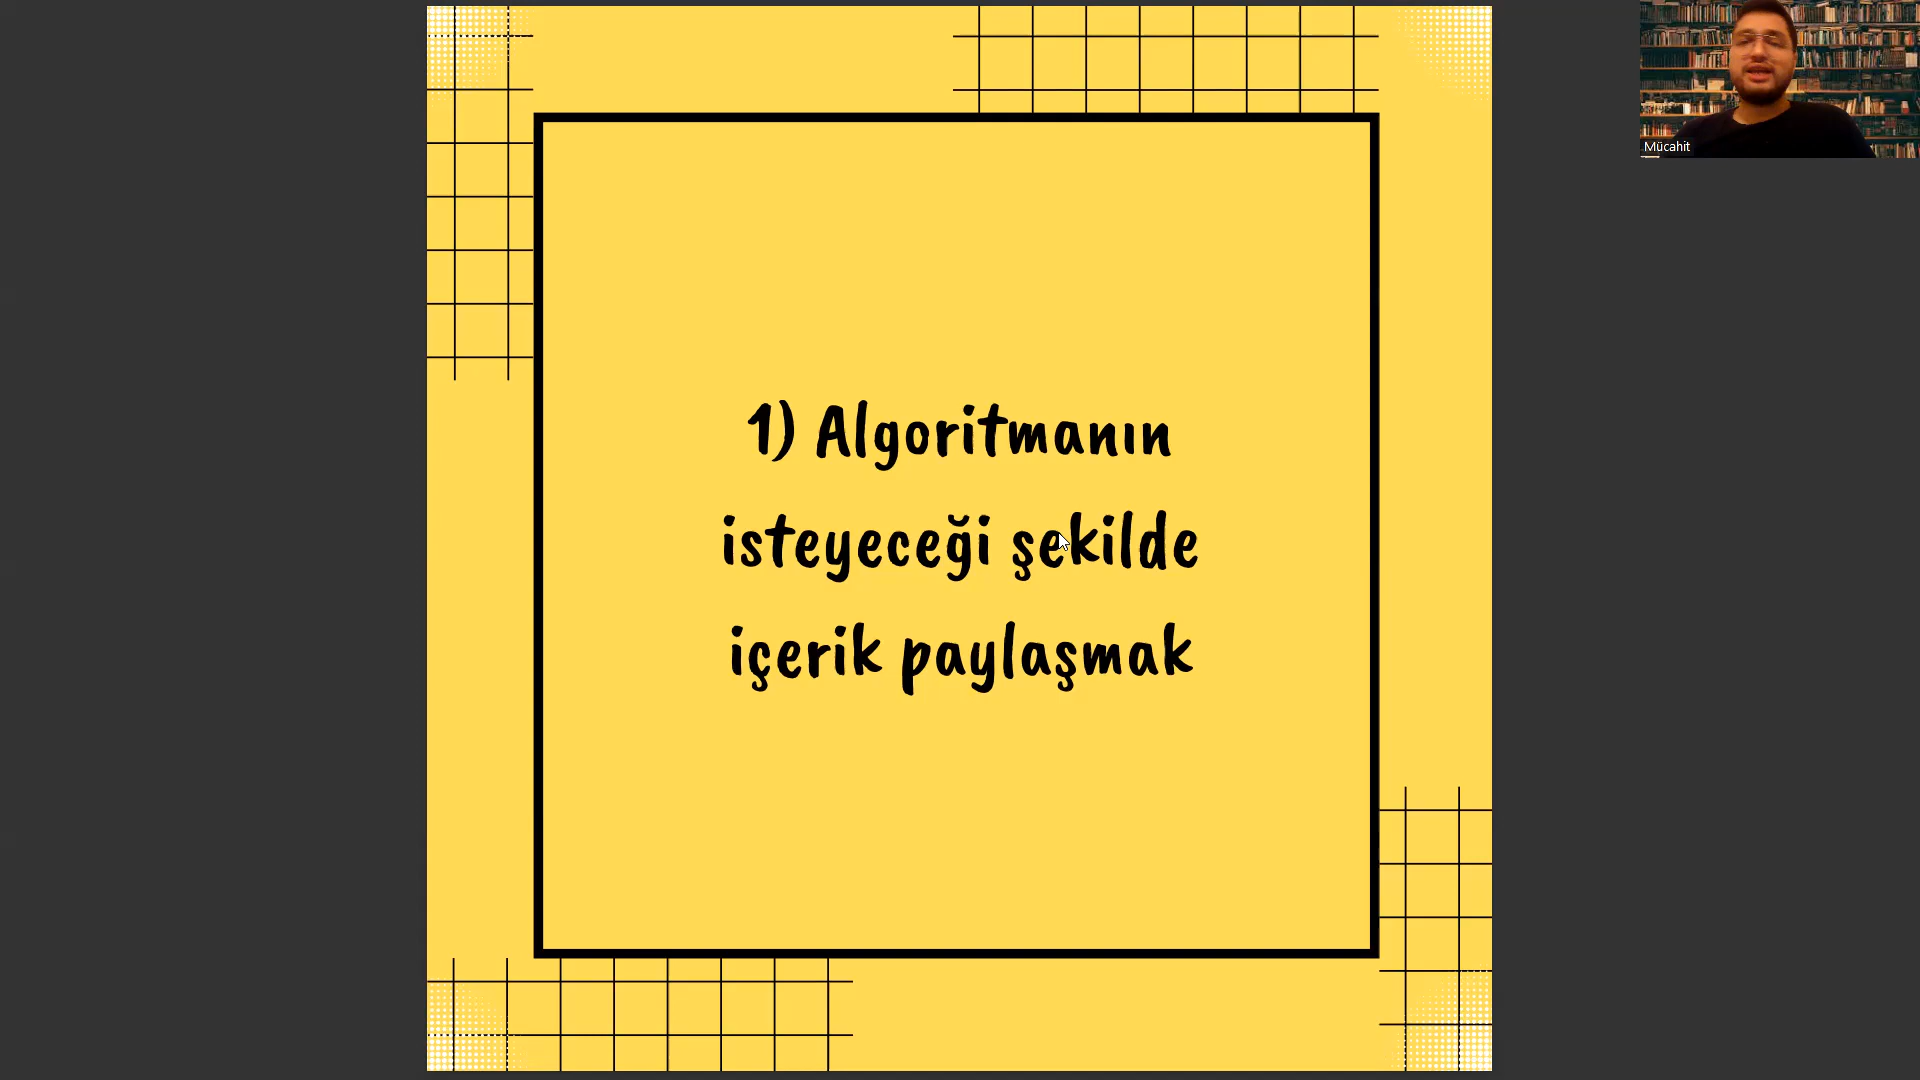 Mücahit
1) Algoritmanın
isteyeceği şekilde
içerik paylaşmak